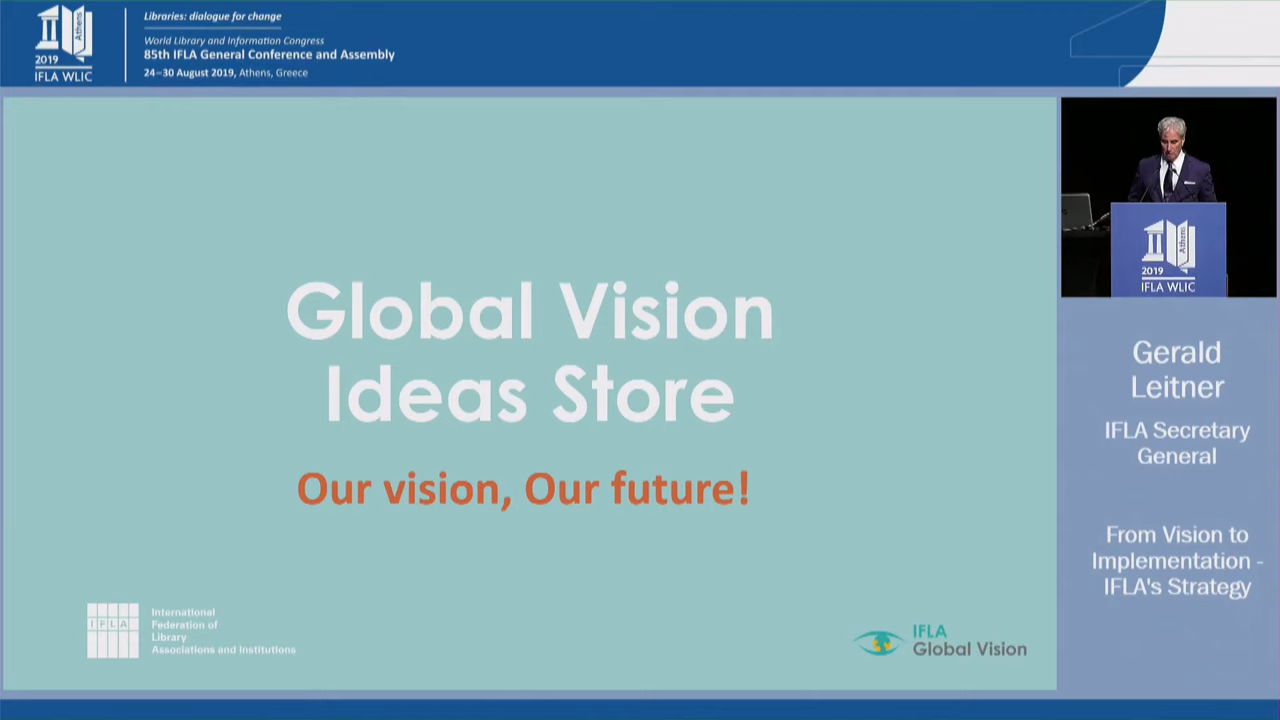 Libraries: dialogue for change
World Library and Information Congress
85th IFLA General Conference and Assembly
24–30 August 2019, Athens, Greece
Athens
2019
IFLA WLIC
Global Vision
Ideas Store
Our vision, Our future!
IFLA
International
Federation of
Library
Associations and Institutions
IFLA
Global Vision
Athens
2019
IFLA WLIC
Gerald
Leitner
IFLA Secretary
General
From Vision to
Implementation -
IFLA's Strategy